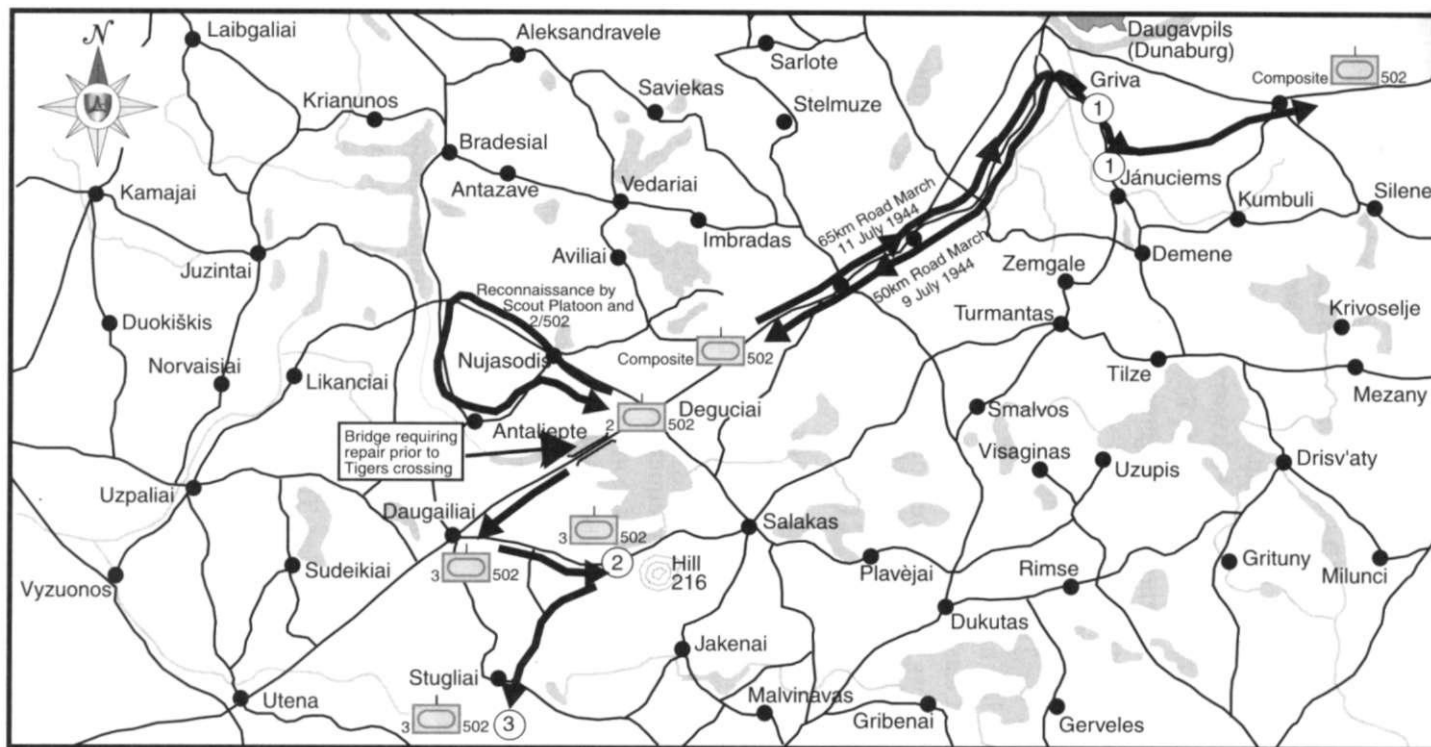 N
Laibgaliai
Aleksandravele
Sarlote
Daugavpils
(Dunaburg)
Composite 502
Griva
Krianunos
Saviekas
Stelmuze
1
Bradesial
Antazave
Vedariai
1
Jánuciems
Kamajai
Imbradas
65km Road March
11 July 1944
Kumbuli
Silene
Juzintai
Aviliai
50km Road March
9 July 1944
Zemgale
Demene
Reconnaissance by
Scout Platoon and
2/502
Duokiškis
Turmantas
Krivoselje
Norvaisiai
Likanciai
Nujasodis
Composite 502
Tilze
Mezany
Antaliepte
2 502
Deguciai
Smalvos
Bridge requiring
repair prior to
Tigers crossing
Visaginas
Uzupis
Drisv'aty
Uzpaliai
Daugailiai
3 502
Salakas
3 502
2
Hill
216
Plavèjai
Rimse
Grituny
Milunci
Vyzuonos
Sudeikiai
Dukutas
Jakenai
Stugliai
Utena
3 502
3
Malvinavas
Gribenai
Gerveles